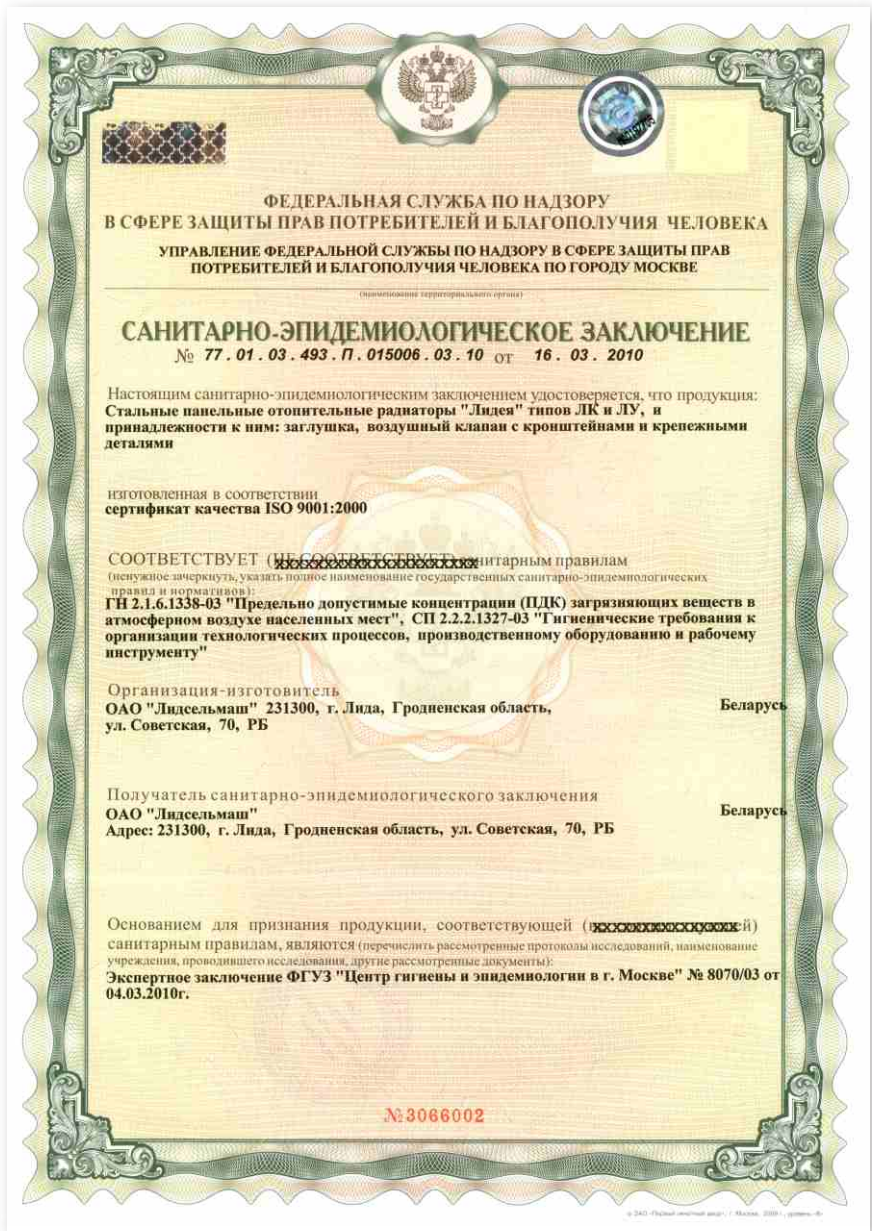 ФЕДЕРАЛЬНАЯ СЛУЖБА ПО НАДЗОРУ
В СФЕРЕ ЗАЩИТЫ ПРАВ ПОТРЕБИТЕЛЕЙ И БЛАГОПОЛУЧИЯ ЧЕЛОВЕКА
УПРАВЛЕНИЕ ФЕДЕРАЛЬНОЙ СЛУЖБЫ ПО НАДЗОРУ В СФЕРЕ ЗАЩИТЫ ПРАВ
ПОТРЕБИТЕЛЕЙ И БЛАГОПОЛУЧИЯ ЧЕЛОВЕКА ПО ГОРОДУ МОСКВЕ
(наименование территориального органа)
САНИТАРНО-ЭПИДЕМИОЛОГИЧЕСКОЕ ЗАКЛЮЧЕНИЕ
№ 77.01.03.493.П.015006.03.10 от 16.03.2010
Настоящим санитарно-эпидемиологическим заключением удостоверяется, что продукция:
Стальные панельные отопительные радиаторы "Лидея" типов ЛК и ЛУ, и
принадлежности к ним: заглушка, воздушный клапан с кронштейнами и крепежными
деталями
изготовленная в соответствии
сертификат качества ISO 9001:2000
СООТВЕТСТВУЕТ (НЕ СООТВЕТСТВУЕТ) санитарным правилам
(ненужное зачеркнуть, указать полное наименование государственных санитарно-эпидемиологических
правил и нормативов):
ГН 2.1.6.1338-03 "Предельно допустимые концентрации (ПДК) загрязняющих веществ в
атмосферном воздухе населенных мест", СП 2.2.2.1327-03 "Гигиенические требования к
организации технологических процессов, производственному оборудованию и рабочему
инструменту"
Организация-изготовитель
ОАО "Лидсельмаш" 231300, г. Лида, Гродненская область, Беларусь
ул. Советская, 70, РБ
Получатель санитарно-эпидемиологического заключения
ОАО "Лидсельмаш" Беларусь
Адрес: 231300, г. Лида, Гродненская область, ул. Советская, 70, РБ
Основанием для признания продукции, соответствующей (хххххххххххххххй)
санитарным правилам, являются (перечислить рассмотренные протоколы исследований, наименование
учреждения, проводившего исследования, другие рассмотренные документы):
Экспертное заключение ФГУЗ "Центр гигиены и эпидемиологии в г. Москве" № 8070/03 от
04.03.2010г.
№3066002
© ЗАО «Первый печатный двор», г. Москва, 2009 г., уровень «В»